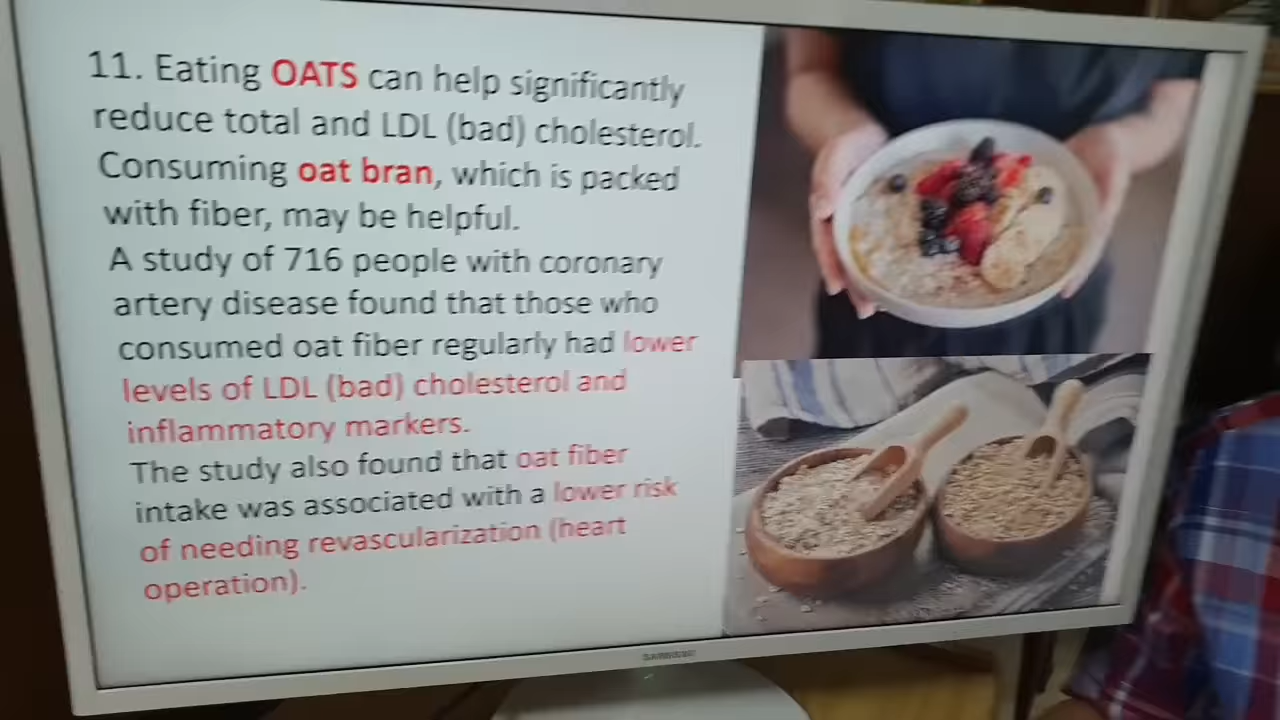 11. Eating OATS can help significantly
reduce total and LDL (bad) cholesterol.
Consuming oat bran, which is packed
with fiber, may be helpful.
A study of 716 people with coronary
artery disease found that those who
consumed oat fiber regularly had lower
levels of LDL (bad) cholesterol and
inflammatory markers.
The study also found that oat fiber
intake was associated with a lower risk
of needing revascularization (heart
operation).
SAMSUNG